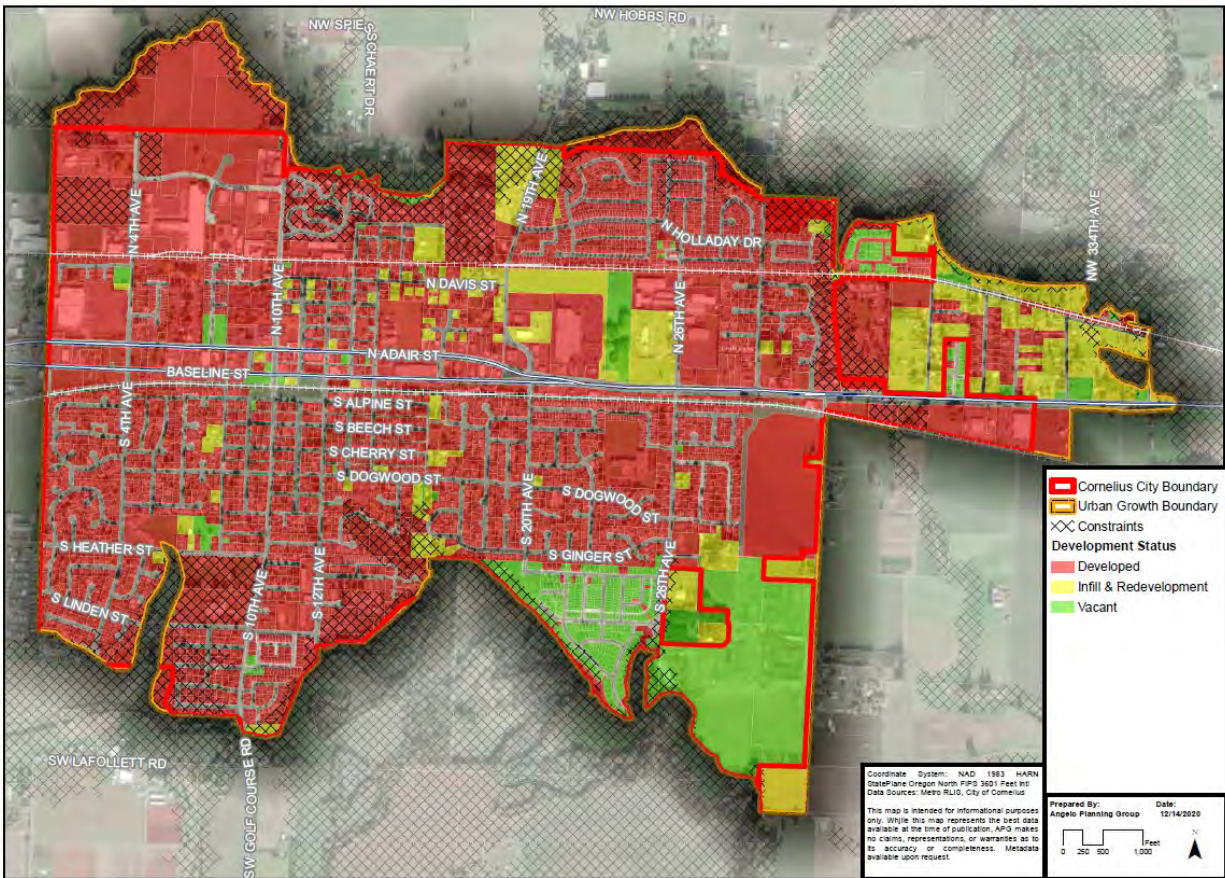 NW HOBBS RD
NW SPIE
SCHAERT DR
NW 334TH AVE
N 19TH AVE
N 4TH AVE
N HOLLADAY DR
N 10TH AVE
N DAVIS ST
N 26TH AVE
N ADAIR ST
BASELINE ST
S ALPINE ST
S 4TH AVE
S BEECH ST
S CHERRY ST
S DOGWOOD ST
S 20TH AVE
S DOGWOOD ST
S HEATHER ST
S GINGER ST
S 26TH AVE
S LINDEN ST
S 10TH AVE
S 12TH AVE
SW LAFOLLETT RD
SW GOLF COURSE RD
Cornelius City Boundary
Urban Growth Boundary
Constraints
Development Status
Developed
Infill & Redevelopment
Vacant
Coordinate System: NAD 1983 HARN
StatePlane Oregon North FIPS 3601 Feet Intl
Data Sources: Metro RLIS, City of Cornelius
This map is intended for informational purposes
only. While this map represents the best data
available at the time of publication, APG makes
no claims, representations, or warranties as to
its accuracy or completeness. Metadata
available upon request.
Prepared By: Date:
Angelo Planning Group 12/14/2020
Feet
0 250 500 1,000
N